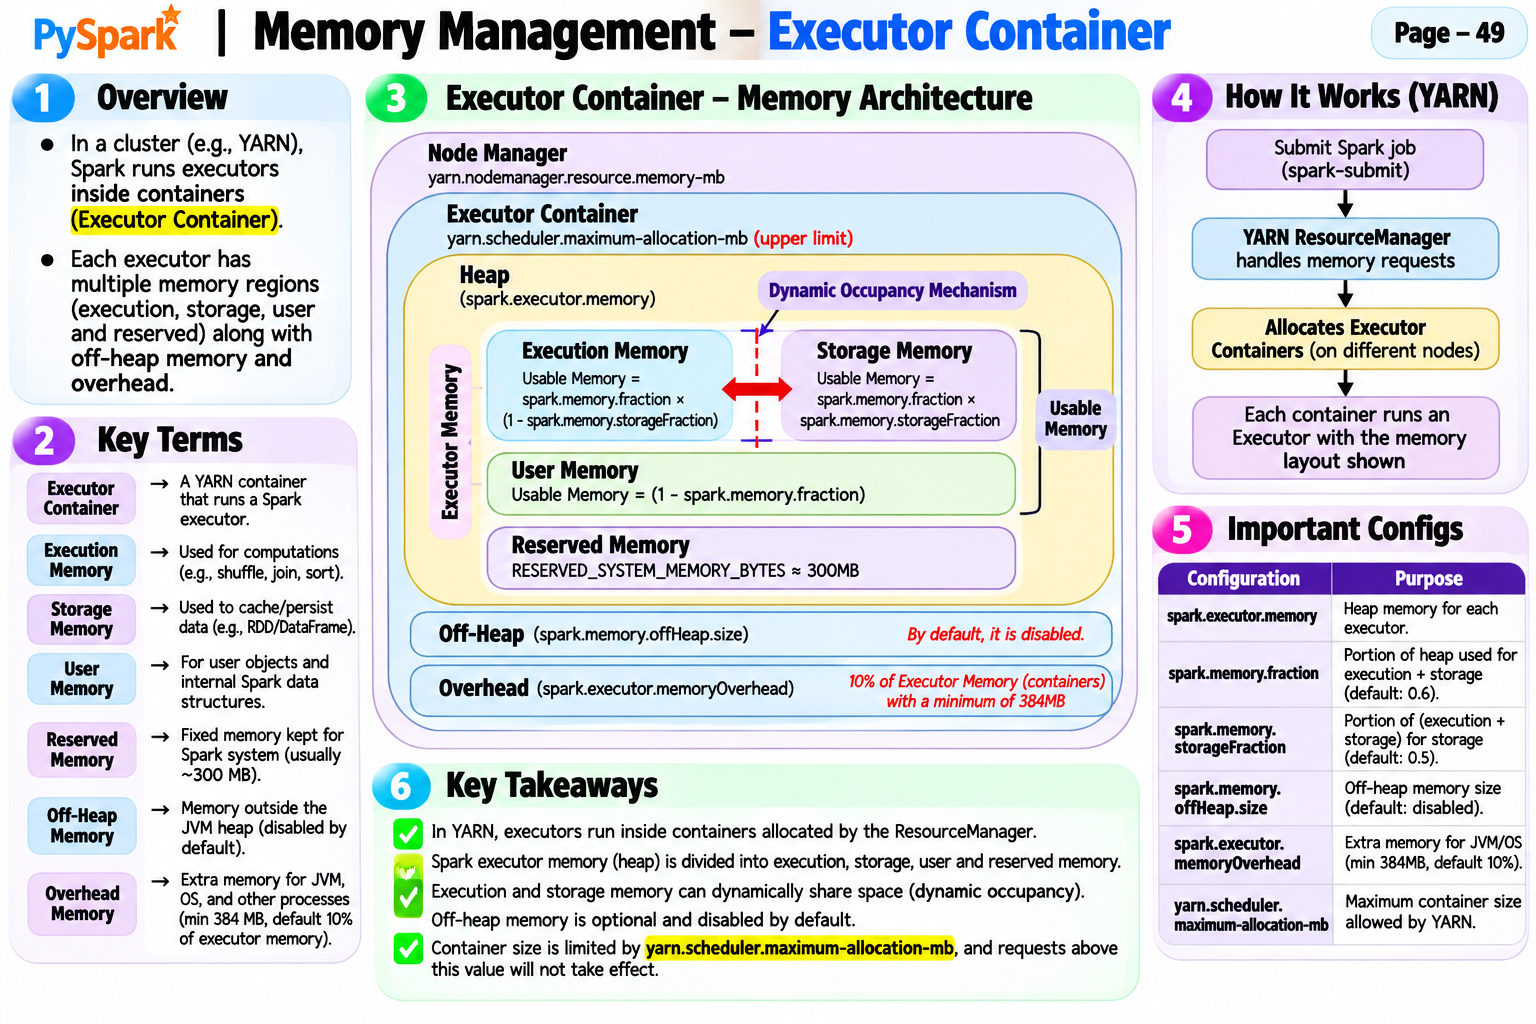 PySpark | Memory Management – Executor Container
Page – 49
1 Overview
● In a cluster (e.g., YARN),
Spark runs executors
inside containers
(Executor Container).
● Each executor has
multiple memory regions
(execution, storage, user
and reserved) along with
off-heap memory and
overhead.
2 Key Terms
Executor
Container
→ A YARN container
that runs a Spark
executor.
Execution
Memory
→ Used for computations
(e.g., shuffle, join, sort).
Storage
Memory
→ Used to cache/persist
data (e.g., RDD/DataFrame).
User
Memory
→ For user objects and
internal Spark data
structures.
Reserved
Memory
→ Fixed memory kept for
Spark system (usually
~300 MB).
Off-Heap
Memory
→ Memory outside the
JVM heap (disabled by
default).
Overhead
Memory
→ Extra memory for JVM,
OS, and other processes
(min 384 MB, default 10%
of executor memory).
3 Executor Container – Memory Architecture
Node Manager
yarn.nodemanager.resource.memory-mb
Executor Container
yarn.scheduler.maximum-allocation-mb (upper limit)
Heap
(spark.executor.memory)
Dynamic Occupancy Mechanism
Executor Memory
Execution Memory
Usable Memory =
spark.memory.fraction ×
(1 - spark.memory.storageFraction)
Storage Memory
Usable Memory =
spark.memory.fraction ×
spark.memory.storageFraction
Usable
Memory
User Memory
Usable Memory = (1 - spark.memory.fraction)
Reserved Memory
RESERVED_SYSTEM_MEMORY_BYTES ≈ 300MB
Off-Heap (spark.memory.offHeap.size)
By default, it is disabled.
Overhead (spark.executor.memoryOverhead)
10% of Executor Memory (containers)
with a minimum of 384MB
4 How It Works (YARN)
Submit Spark job
(spark-submit)
YARN ResourceManager
handles memory requests
Allocates Executor
Containers (on different nodes)
Each container runs an
Executor with the memory
layout shown
5 Important Configs
Configuration Purpose
spark.executor.memory
Heap memory for each
executor.
spark.memory.fraction
Portion of heap used for
execution + storage
(default: 0.6).
spark.memory.
storageFraction
Portion of (execution +
storage) for storage
(default: 0.5).
spark.memory.
offHeap.size
Off-heap memory size
(default: disabled).
spark.executor.
memoryOverhead
Extra memory for JVM/OS
(min 384MB, default 10%).
yarn.scheduler.
maximum-allocation-mb
Maximum container size
allowed by YARN.
6 Key Takeaways
In YARN, executors run inside containers allocated by the ResourceManager.
Spark executor memory (heap) is divided into execution, storage, user and reserved memory.
Execution and storage memory can dynamically share space (dynamic occupancy).
Off-heap memory is optional and disabled by default.
Container size is limited by yarn.scheduler.maximum-allocation-mb, and requests above
this value will not take effect.